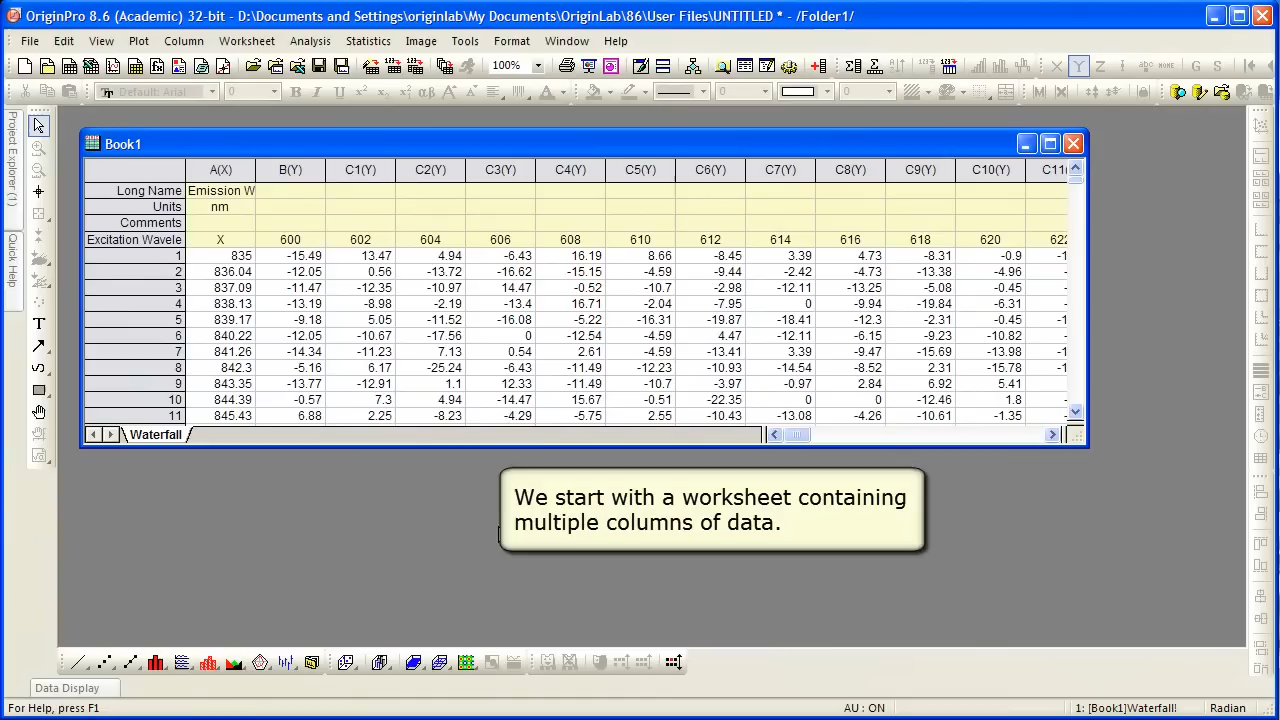 OriginPro 8.6 (Academic) 32-bit - D:\Documents and Settings\originlab\My Documents\OriginLab\86\User Files\UNTITLED * - /Folder1/
File Edit View Plot Column Worksheet Analysis Statistics Image Tools Format Window Help
100%
Default: Arial 0 B I U 0 0
Project Explorer (1)
Quick Help
Book1
A(X) B(Y) C1(Y) C2(Y) C3(Y) C4(Y) C5(Y) C6(Y) C7(Y) C8(Y) C9(Y) C10(Y) C11(
Long Name Emission W
Units nm
Comments
Excitation Wavele X 600 602 604 606 608 610 612 614 616 618 620 622
1 835 -15.49 13.47 4.94 -6.43 16.19 8.66 -8.45 3.39 4.73 -8.31 -0.9 -1
2 836.04 -12.05 0.56 -13.72 -16.62 -15.15 -4.59 -9.44 -2.42 -4.73 -13.38 -4.96
3 837.09 -11.47 -12.35 -10.97 14.47 -0.52 -10.7 -2.98 -12.11 -13.25 -5.08 -0.45
4 838.13 -13.19 -8.98 -2.19 -13.4 16.71 -2.04 -7.95 0 -9.94 -19.84 -6.31
5 839.17 -9.18 5.05 -11.52 -16.08 -5.22 -16.31 -19.87 -18.41 -12.3 -2.31 -0.45 -1
6 840.22 -12.05 -10.67 -17.56 0 -12.54 -4.59 4.47 -12.11 -6.15 -9.23 -10.82
7 841.26 -14.34 -11.23 7.13 0.54 2.61 -4.59 -13.41 3.39 -9.47 -15.69 -13.98 -1
8 842.3 -5.16 6.17 -25.24 -6.43 -11.49 -12.23 -10.93 -14.54 -8.52 2.31 -15.78 -1
9 843.35 -13.77 -12.91 1.1 12.33 -11.49 -10.7 -3.97 -0.97 2.84 6.92 5.41
10 844.39 -0.57 7.3 4.94 -14.47 15.67 -0.51 -22.35 0 0 -12.46 1.8
11 845.43 6.88 2.25 -8.23 -4.29 -5.75 2.55 -10.43 -13.08 -4.26 -10.61 -1.35
Waterfall
We start with a worksheet containing
multiple columns of data.
Data Display
For Help, press F1 AU : ON 1: [Book1]Waterfall! Radian